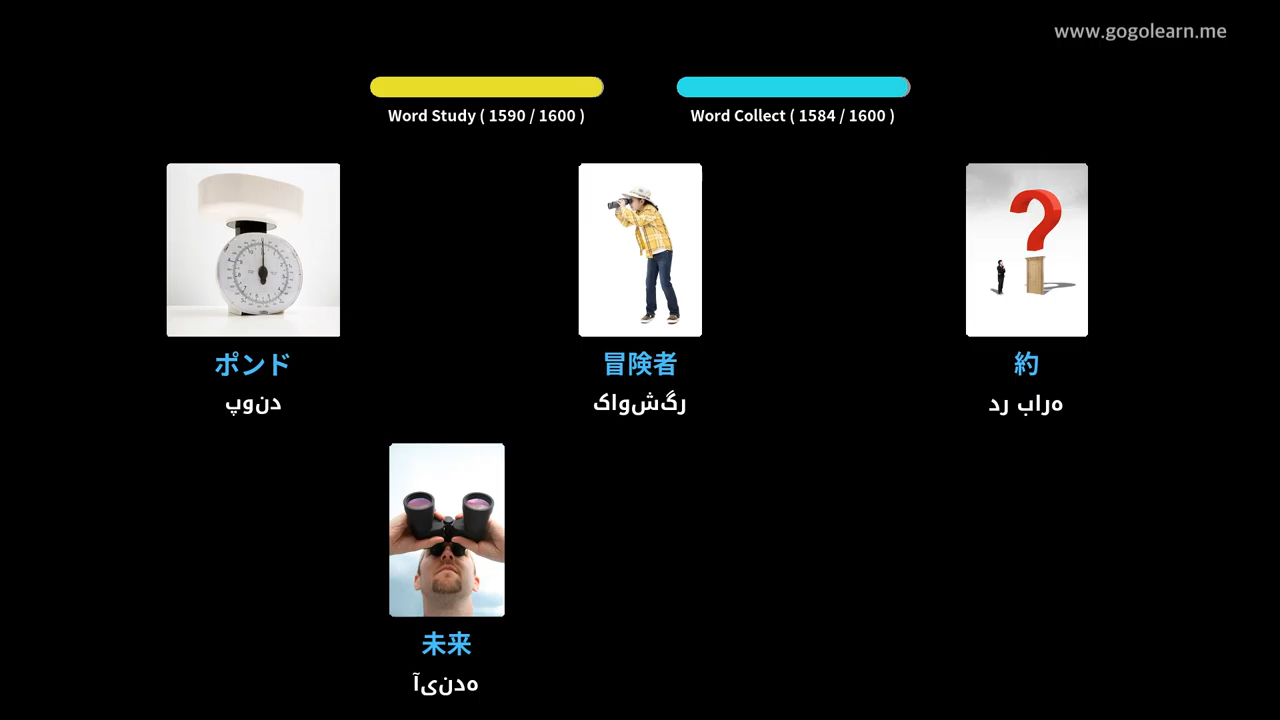 www.gogolearn.me
Word Study ( 1590 / 1600 )
Word Collect ( 1584 / 1600 )
ポンド
دنوپ
冒険者
رگشواک
約
هراب رد
未来
هدنیآ